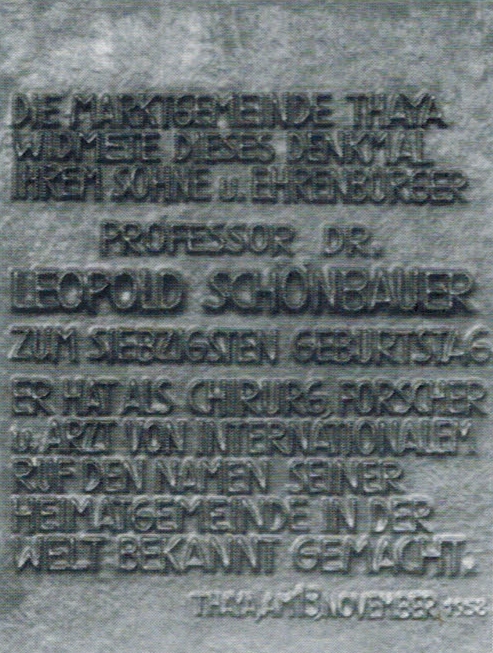 DIE MARKTGEMEINDE THAYA
WIDMETE DIESES DENKMAL
IHREM SOHNE u. EHRENBÜRGER
PROFESSOR DR.
LEOPOLD SCHÖNBAUER
ZUM SIEBZIGSTEN GEBURTSTAG
ER HAT ALS CHIRURG, FORSCHER
u. ARZT VON INTERNATIONALEM
RUF DEN NAMEN SEINER
HEIMATGEMEINDE IN DER
WELT BEKANNT GEMACHT.
THAYA, AM 13. NOVEMBER 1958